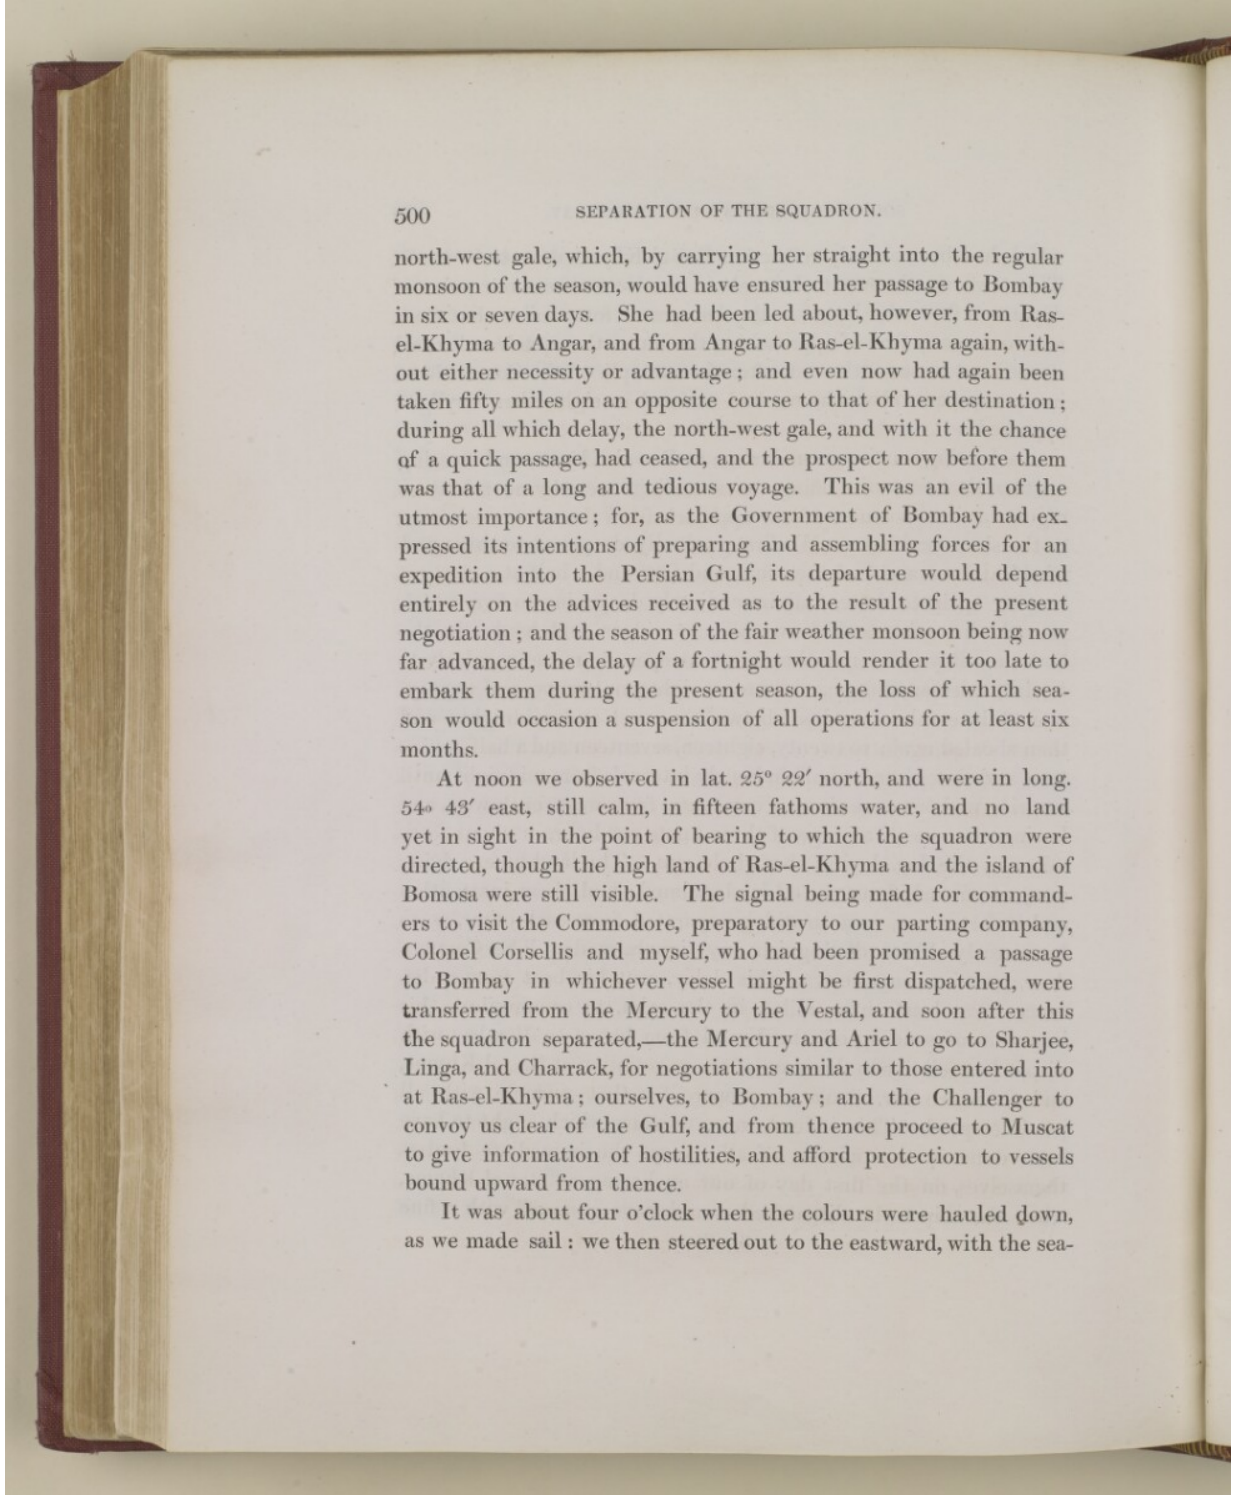 500 SEPARATION OF THE SQUADRON.
north-west gale, which, by carrying her straight into the regular
monsoon of the season, would have ensured her passage to Bombay
in six or seven days. She had been led about, however, from Ras-
el-Khyma to Angar, and from Angar to Ras-el-Khyma again, with-
out either necessity or advantage; and even now had again been
taken fifty miles on an opposite course to that of her destination;
during all which delay, the north-west gale, and with it the chance
of a quick passage, had ceased, and the prospect now before them
was that of a long and tedious voyage. This was an evil of the
utmost importance; for, as the Government of Bombay had ex-
pressed its intentions of preparing and assembling forces for an
expedition into the Persian Gulf, its departure would depend
entirely on the advices received as to the result of the present
negotiation; and the season of the fair weather monsoon being now
far advanced, the delay of a fortnight would render it too late to
embark them during the present season, the loss of which sea-
son would occasion a suspension of all operations for at least six
months.
At noon we observed in lat. 25° 22′ north, and were in long.
54° 43′ east, still calm, in fifteen fathoms water, and no land
yet in sight in the point of bearing to which the squadron were
directed, though the high land of Ras-el-Khyma and the island of
Bomosa were still visible. The signal being made for command-
ers to visit the Commodore, preparatory to our parting company,
Colonel Corsellis and myself, who had been promised a passage
to Bombay in whichever vessel might be first dispatched, were
transferred from the Mercury to the Vestal, and soon after this
the squadron separated,—the Mercury and Ariel to go to Sharjee,
Linga, and Charrack, for negotiations similar to those entered into
at Ras-el-Khyma; ourselves, to Bombay; and the Challenger to
convoy us clear of the Gulf, and from thence proceed to Muscat
to give information of hostilities, and afford protection to vessels
bound upward from thence.
It was about four o'clock when the colours were hauled down,
as we made sail: we then steered out to the eastward, with the sea-